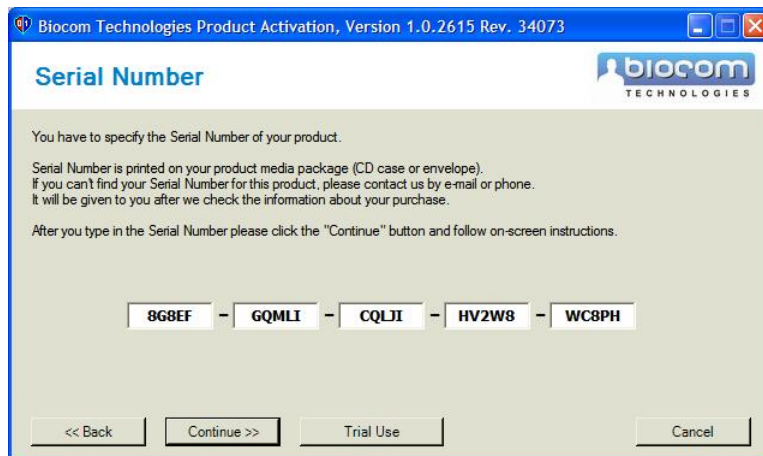 Biocom Technologies Product Activation, Version 1.0.2615 Rev. 34073
Serial Number
biocom
TECHNOLOGIES
You have to specify the Serial Number of your product.
Serial Number is printed on your product media package (CD case or envelope).
If you can't find your Serial Number for this product, please contact us by e-mail or phone.
It will be given to you after we check the information about your purchase.
After you type in the Serial Number please click the "Continue" button and follow on-screen instructions.
8G8EF - GQMLI - CQLJI - HV2W8 - WC8PH
<< Back Continue >> Trial Use Cancel